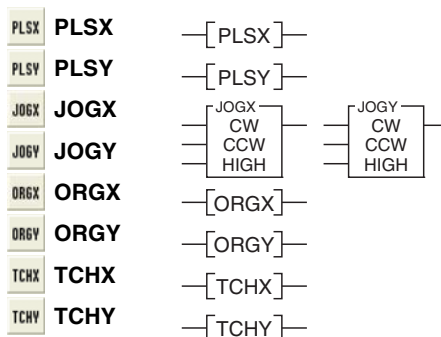 PLSX PLSX [PLSX]
PLSY PLSY [PLSY]
JOGX JOGX JOGX JOGY
CW CW
CCW CCW
JOGY JOGY HIGH HIGH
ORGX ORGX [ORGX]
ORGY ORGY [ORGY]
TCHX TCHX [TCHX]
TCHY TCHY [TCHY]